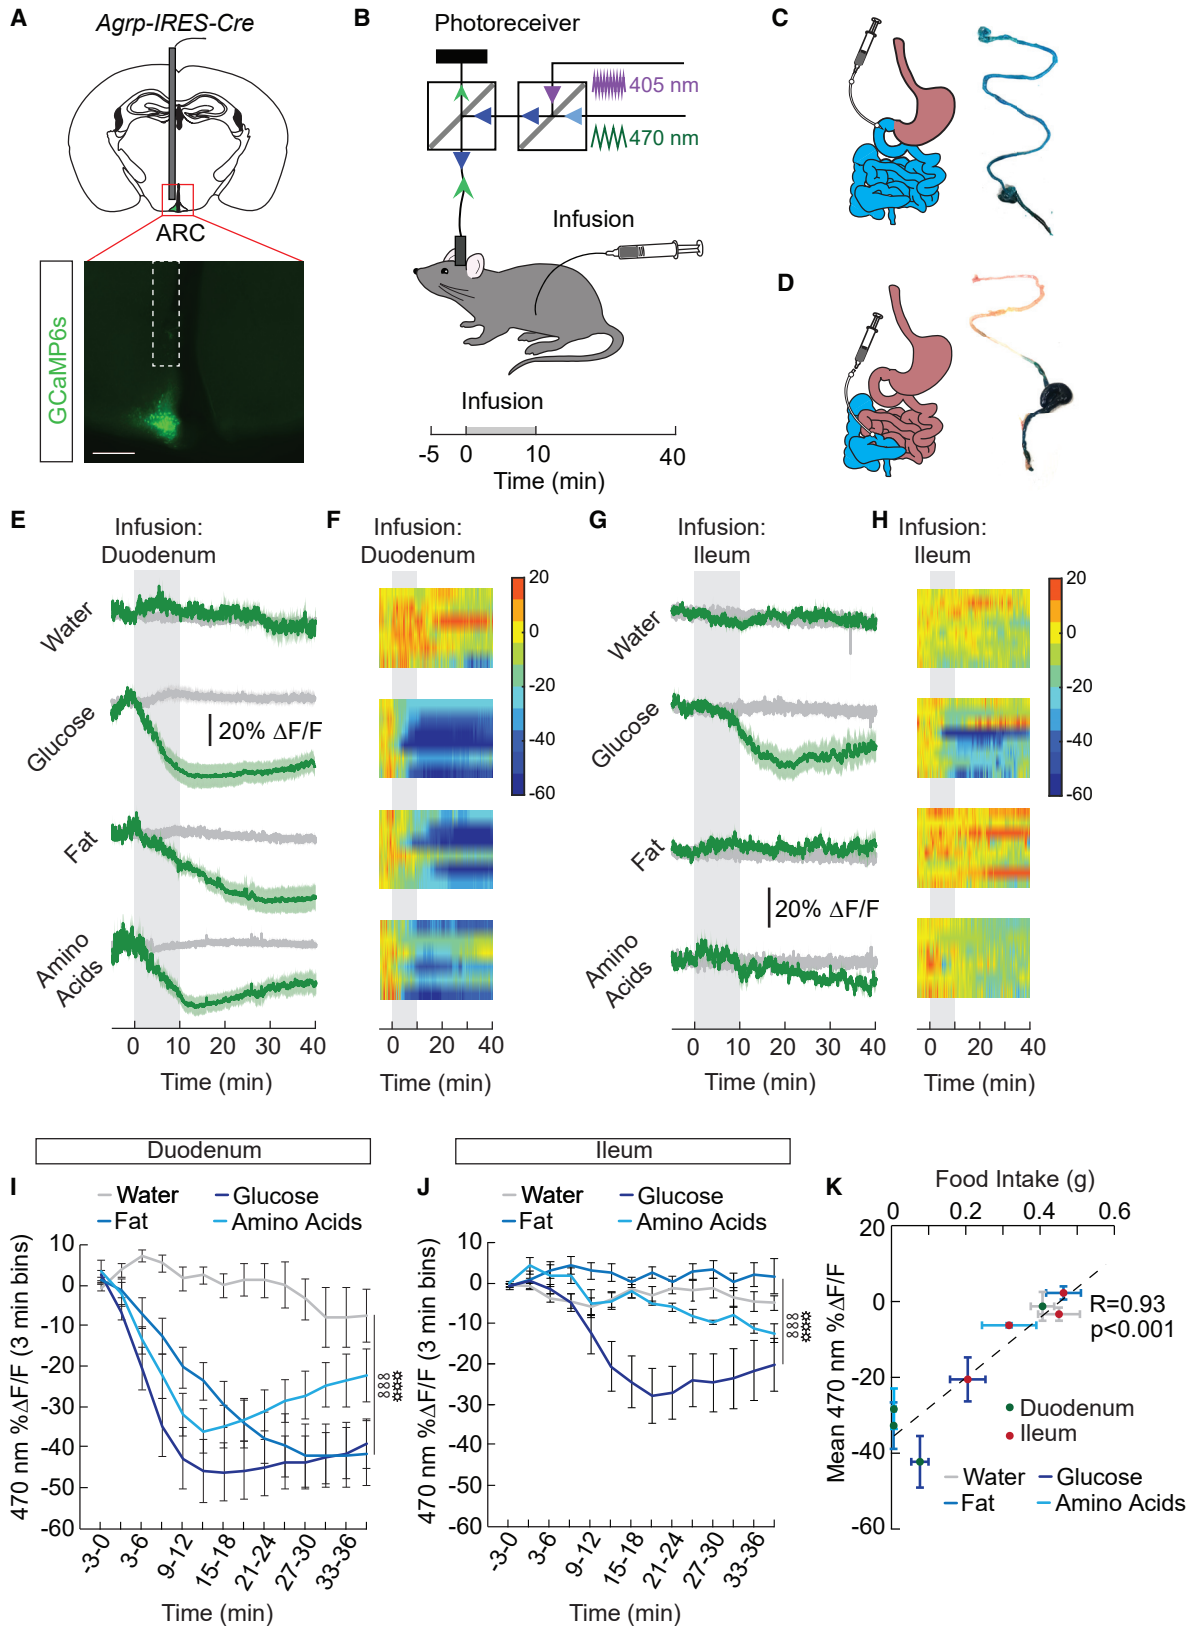 A
Agrp-IRES-Cre
ARC
GCaMP6s
B
Photoreceiver
405 nm
470 nm
Infusion
Infusion
-5 0 10 40
Time (min)
C
D
E
Infusion:
Duodenum
Water
Glucose
20% ΔF/F
Fat
Amino
Acids
0 10 20 30 40
Time (min)
F
Infusion:
Duodenum
20
0
-20
-40
-60
0 20 40
Time (min)
G
Infusion:
Ileum
Water
Glucose
Fat
20% ΔF/F
Amino
Acids
0 10 20 30 40
Time (min)
H
Infusion:
Ileum
20
0
-20
-40
-60
0 20 40
Time (min)
Duodenum
I
Water Glucose
Fat Amino Acids
470 nm %ΔF/F (3 min bins)
10
0
-10
-20
-30
-40
-50
-60
-3-0 3-6 9-12 15-18 21-24 27-30 33-36
Time (min)
Ileum
J
Water Glucose
Fat Amino Acids
470 nm %ΔF/F (3 min bins)
10
0
-10
-20
-30
-40
-50
-60
-3-0 3-6 9-12 15-18 21-24 27-30 33-36
Time (min)
K
Food Intake (g)
0 0.2 0.4 0.6
Mean 470 nm %ΔF/F
20
0
-20
-40
-60
R=0.93
p<0.001
Duodenum
Ileum
Water Glucose
Fat Amino Acids